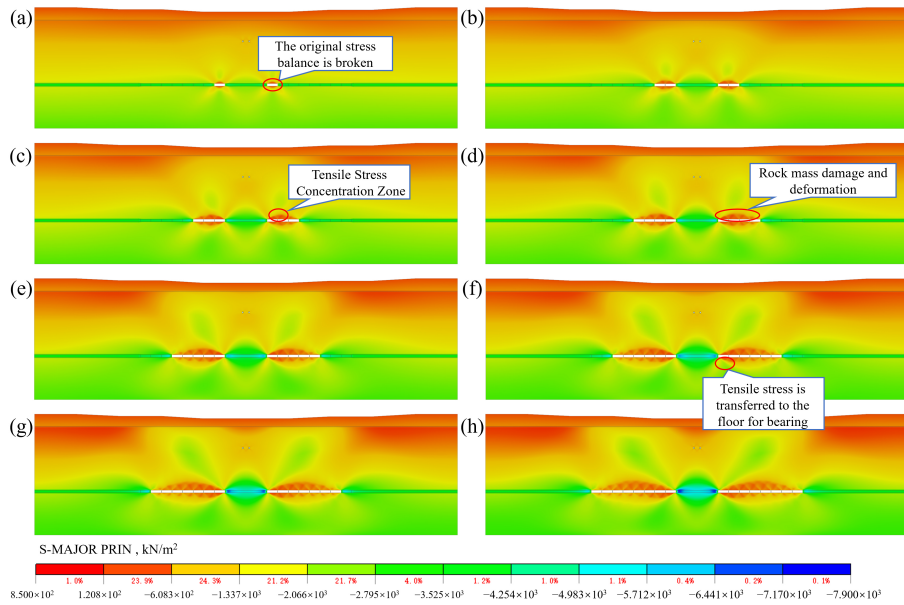 (a)
(b)
The original stress
balance is broken
(c)
(d)
Tensile Stress
Concentration Zone
Rock mass damage and
deformation
(e)
(f)
Tensile stress is
transferred to the
floor for bearing
(g)
(h)
S-MAJOR PRIN , kN/m²
1.0% 23.9% 24.3% 21.2% 21.7% 4.0% 1.2% 1.0% 1.1% 0.4% 0.2% 0.1%
8.500×10² 1.208×10² −6.083×10² −1.337×10³ −2.066×10³ −2.795×10³ −3.525×10³ −4.254×10³ −4.983×10³ −5.712×10³ −6.441×10³ −7.170×10³ −7.900×10³